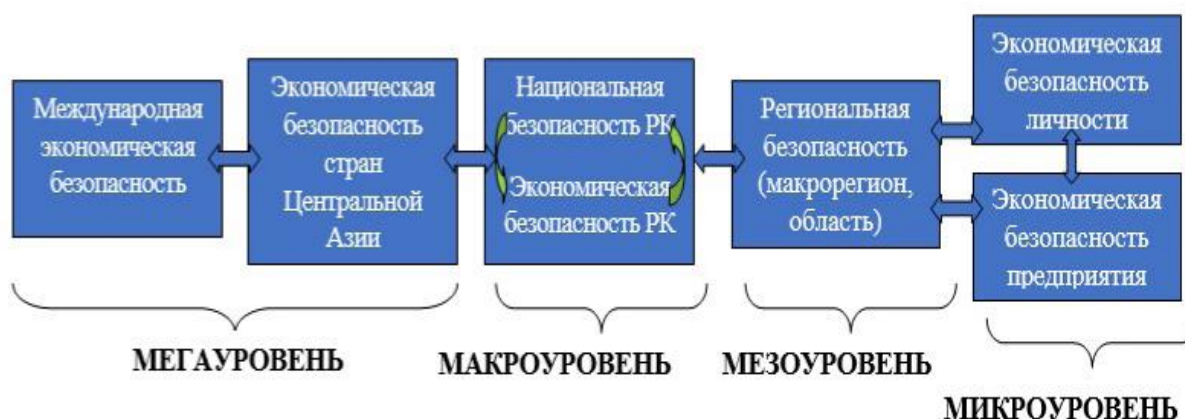 Международная
экономическая
безопасность
Экономическая
безопасность
стран
Центральной
Азии
Национальная
безопасность РК
Экономическая
безопасность РК
Региональная
безопасность
(макрорегион,
область)
Экономическая
безопасность
личности
Экономическая
безопасность
предприятия
МЕГАУРОВЕНЬ
МАКРОУРОВЕНЬ
МЕЗОУРОВЕНЬ
МИКРОУРОВЕНЬ